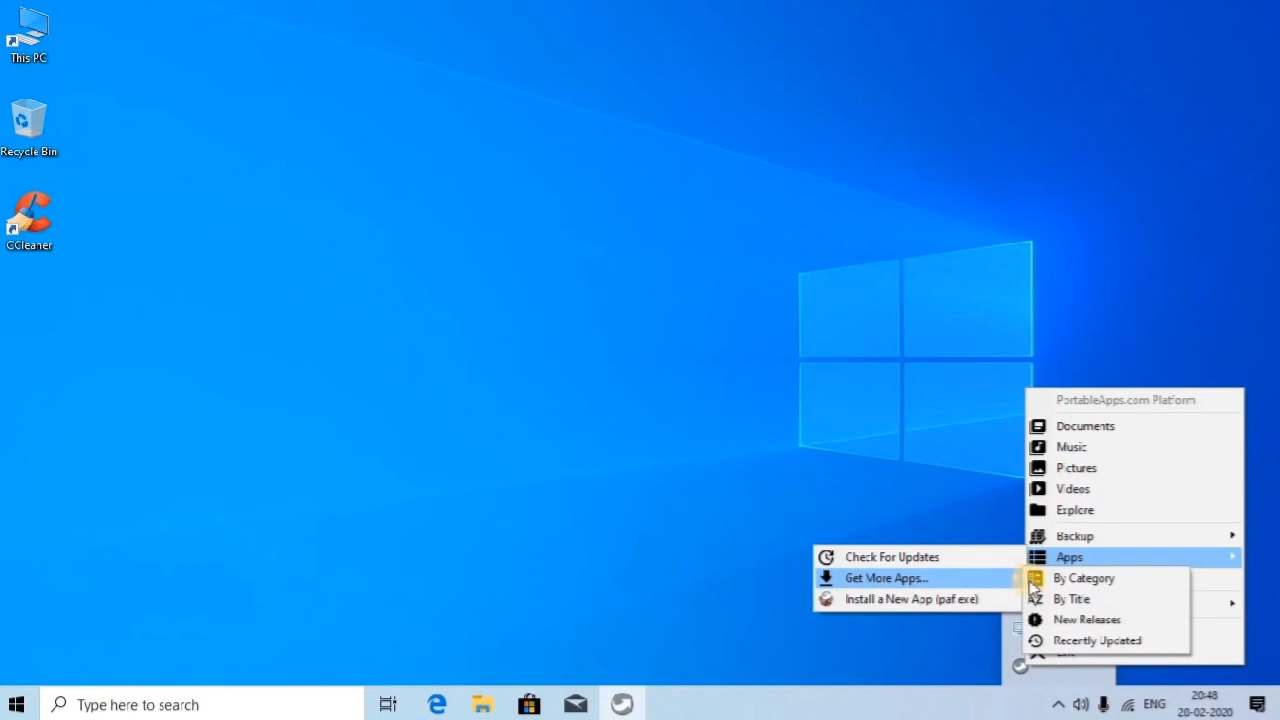 This PC
Recycle Bin
CCleaner
PortableApps.com Platform
Documents
Music
Pictures
Videos
Explore
Backup
Apps
Check For Updates
Get More Apps...
Install a New App (paf.exe)
By Category
By Title
New Releases
Recently Updated
Type here to search
ENG
20:48
28-02-2020